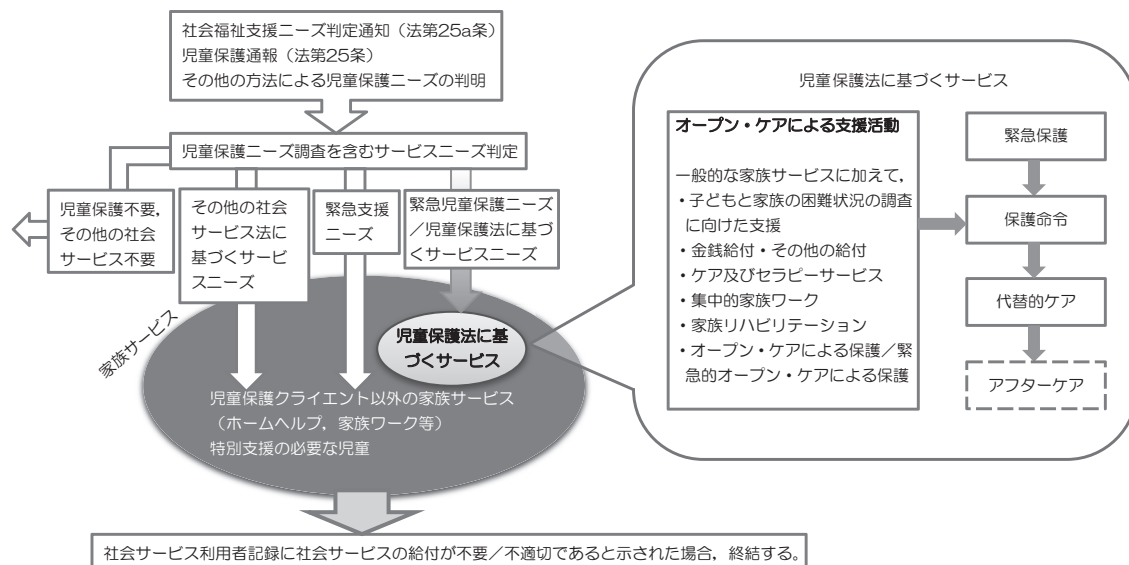 社会福祉支援ニーズ判定通知（法第25a条）
児童保護通報（法第25条）
その他の方法による児童保護ニーズの判明
児童保護ニーズ調査を含むサービスニーズ判定
児童保護不要，
その他の社会
サービス不要
その他の社会
サービス法に
基づくサービ
スニーズ
緊急支援
ニーズ
緊急児童保護ニーズ
／児童保護法に基づ
くサービスニーズ
家族サービス
児童保護法に基
づくサービス
児童保護クライエント以外の家族サービス
（ホームヘルプ，家族ワーク等）
特別支援の必要な児童
社会サービス利用者記録に社会サービスの給付が不要／不適切であると示された場合，終結する。
児童保護法に基づくサービス
オープン・ケアによる支援活動
一般的な家族サービスに加えて，
・子どもと家族の困難状況の調査
に向けた支援
・金銭給付・その他の給付
・ケア及びセラピーサービス
・集中的家族ワーク
・家族リハビリテーション
・オープン・ケアによる保護／緊
急的オープン・ケアによる保護
緊急保護
保護命令
代替的ケア
アフターケア